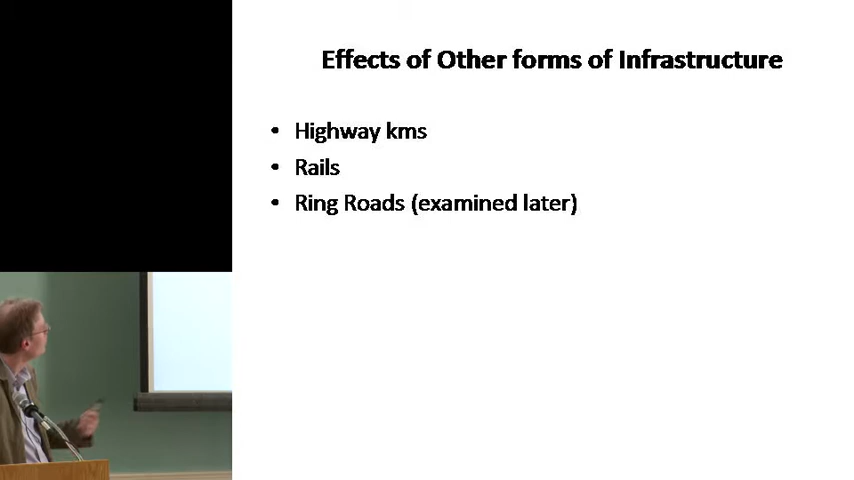 Effects of Other forms of Infrastructure
• Highway kms
• Rails
• Ring Roads (examined later)